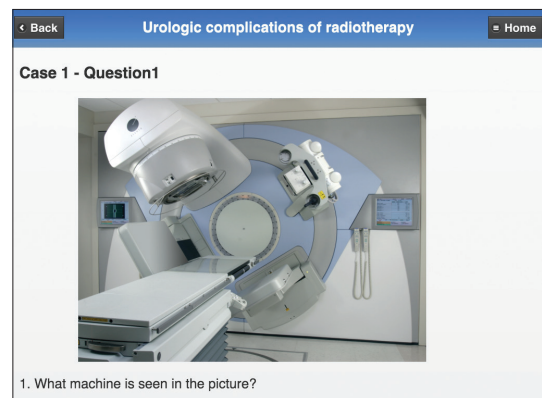 Back
Urologic complications of radiotherapy
Home
Case 1 - Question1
1. What machine is seen in the picture?